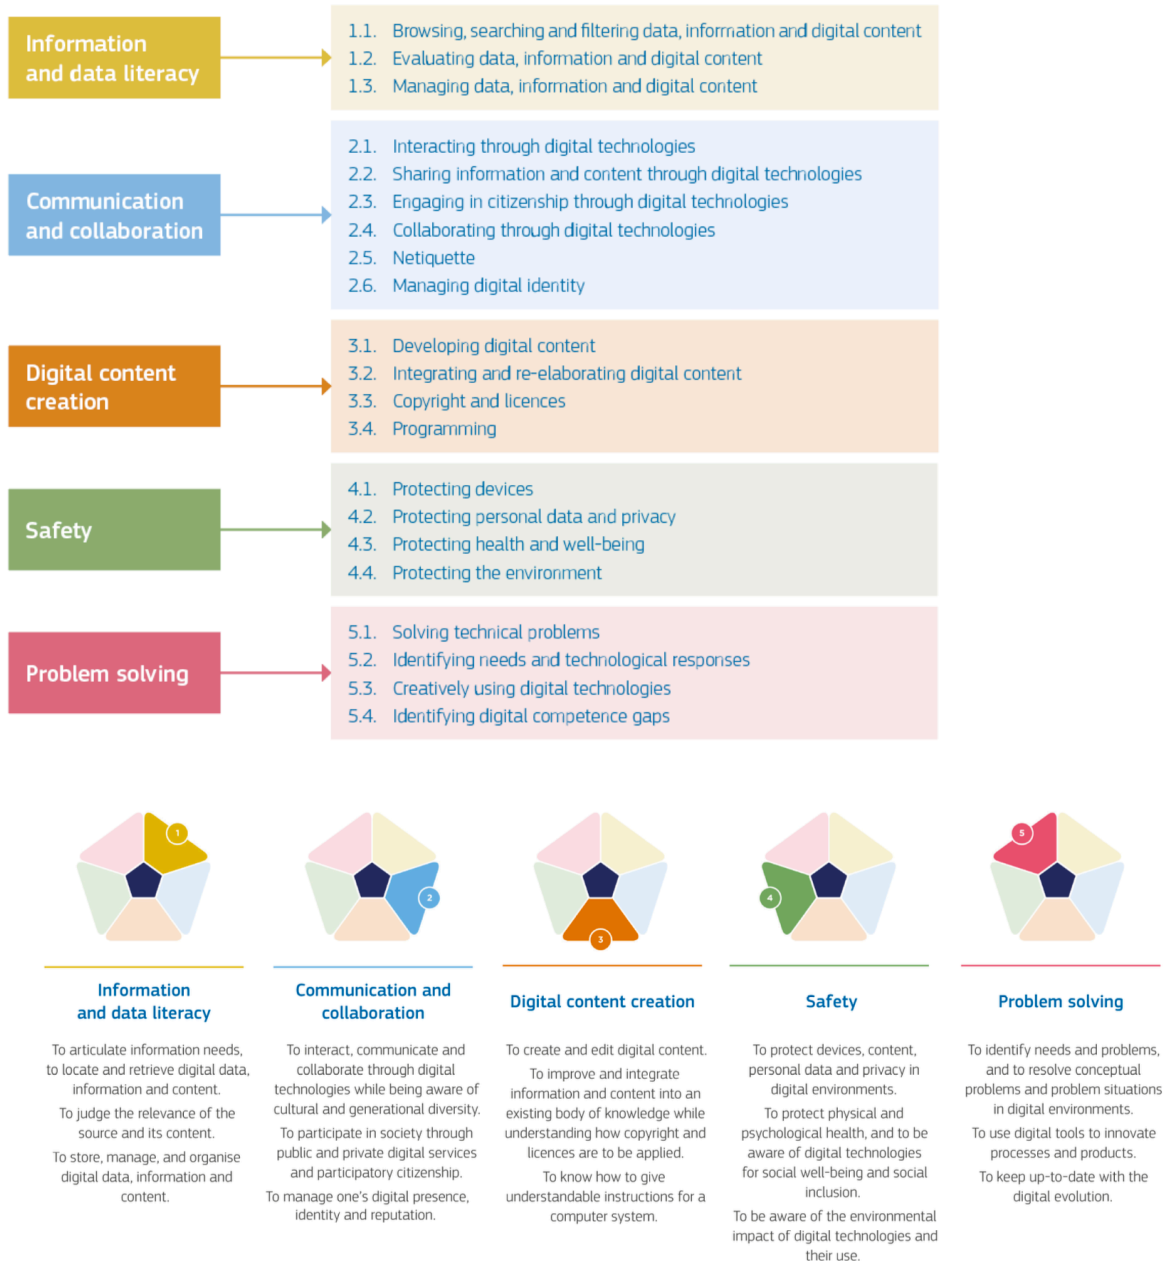 Information
and data literacy
1.1. Browsing, searching and filtering data, information and digital content
1.2. Evaluating data, information and digital content
1.3. Managing data, information and digital content
Communication
and collaboration
2.1. Interacting through digital technologies
2.2. Sharing information and content through digital technologies
2.3. Engaging in citizenship through digital technologies
2.4. Collaborating through digital technologies
2.5. Netiquette
2.6. Managing digital identity
Digital content
creation
3.1. Developing digital content
3.2. Integrating and re-elaborating digital content
3.3. Copyright and licences
3.4. Programming
Safety
4.1. Protecting devices
4.2. Protecting personal data and privacy
4.3. Protecting health and well-being
4.4. Protecting the environment
Problem solving
5.1. Solving technical problems
5.2. Identifying needs and technological responses
5.3. Creatively using digital technologies
5.4. Identifying digital competence gaps
1
Information
and data literacy
To articulate information needs,
to locate and retrieve digital data,
information and content.
To judge the relevance of the
source and its content.
To store, manage, and organise
digital data, information and
content.
2
Communication and
collaboration
To interact, communicate and
collaborate through digital
technologies while being aware of
cultural and generational diversity.
To participate in society through
public and private digital services
and participatory citizenship.
To manage one's digital presence,
identity and reputation.
3
Digital content creation
To create and edit digital content.
To improve and integrate
information and content into an
existing body of knowledge while
understanding how copyright and
licences are to be applied.
To know how to give
understandable instructions for a
computer system.
4
Safety
To protect devices, content,
personal data and privacy in
digital environments.
To protect physical and
psychological health, and to be
aware of digital technologies
for social well-being and social
inclusion.
To be aware of the environmental
impact of digital technologies and
their use.
5
Problem solving
To identify needs and problems,
and to resolve conceptual
problems and problem situations
in digital environments.
To use digital tools to innovate
processes and products.
To keep up-to-date with the
digital evolution.